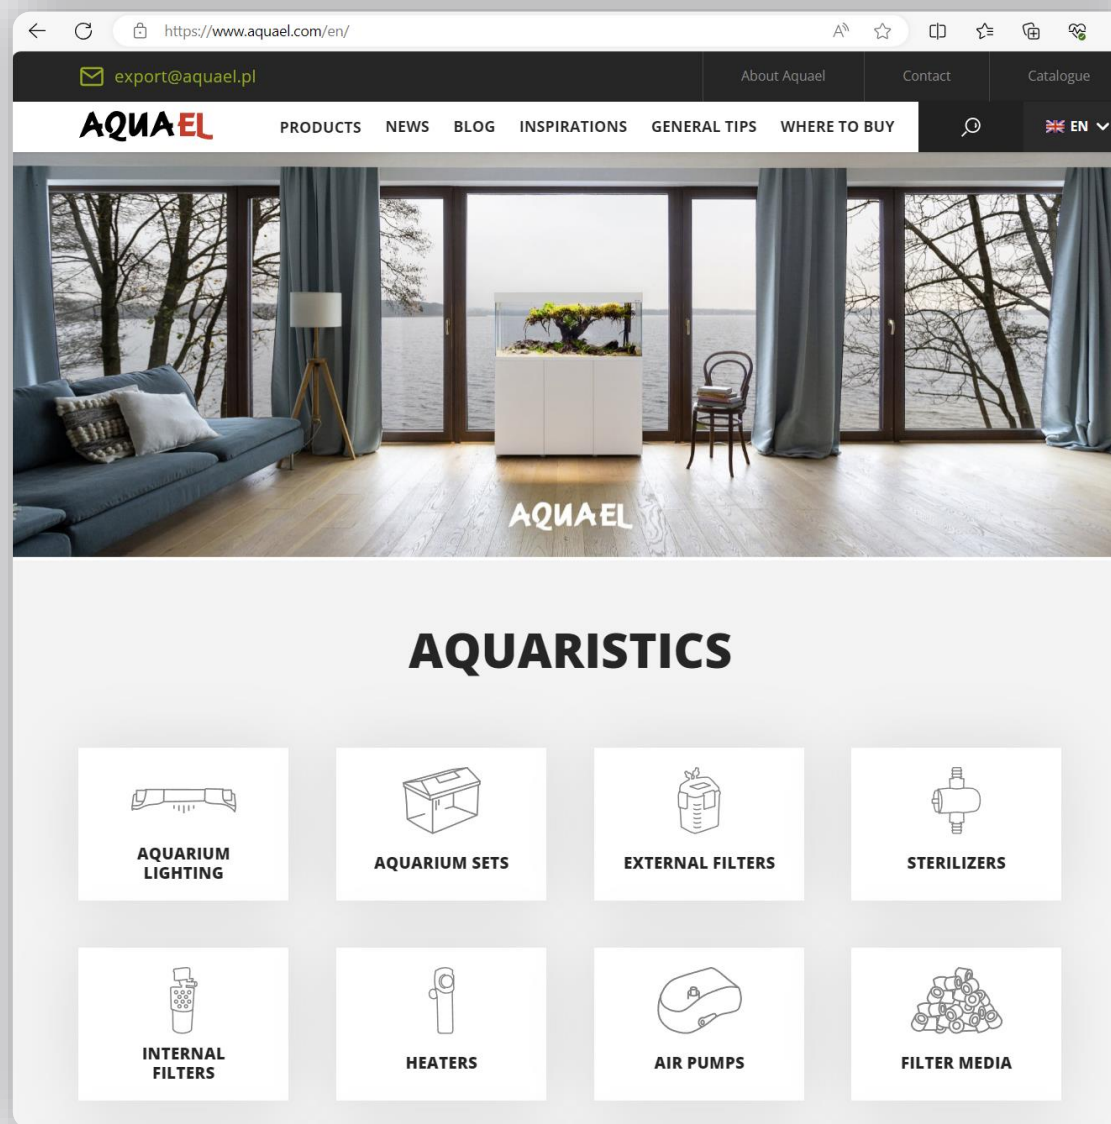 https://www.aquael.com/en/
export@aquael.pl
About Aquael
Contact
Catalogue
AQUAEL
PRODUCTS
NEWS
BLOG
INSPIRATIONS
GENERAL TIPS
WHERE TO BUY
EN
AQUAEL
AQUARISTICS
AQUARIUM
LIGHTING
AQUARIUM SETS
EXTERNAL FILTERS
STERILIZERS
INTERNAL
FILTERS
HEATERS
AIR PUMPS
FILTER MEDIA